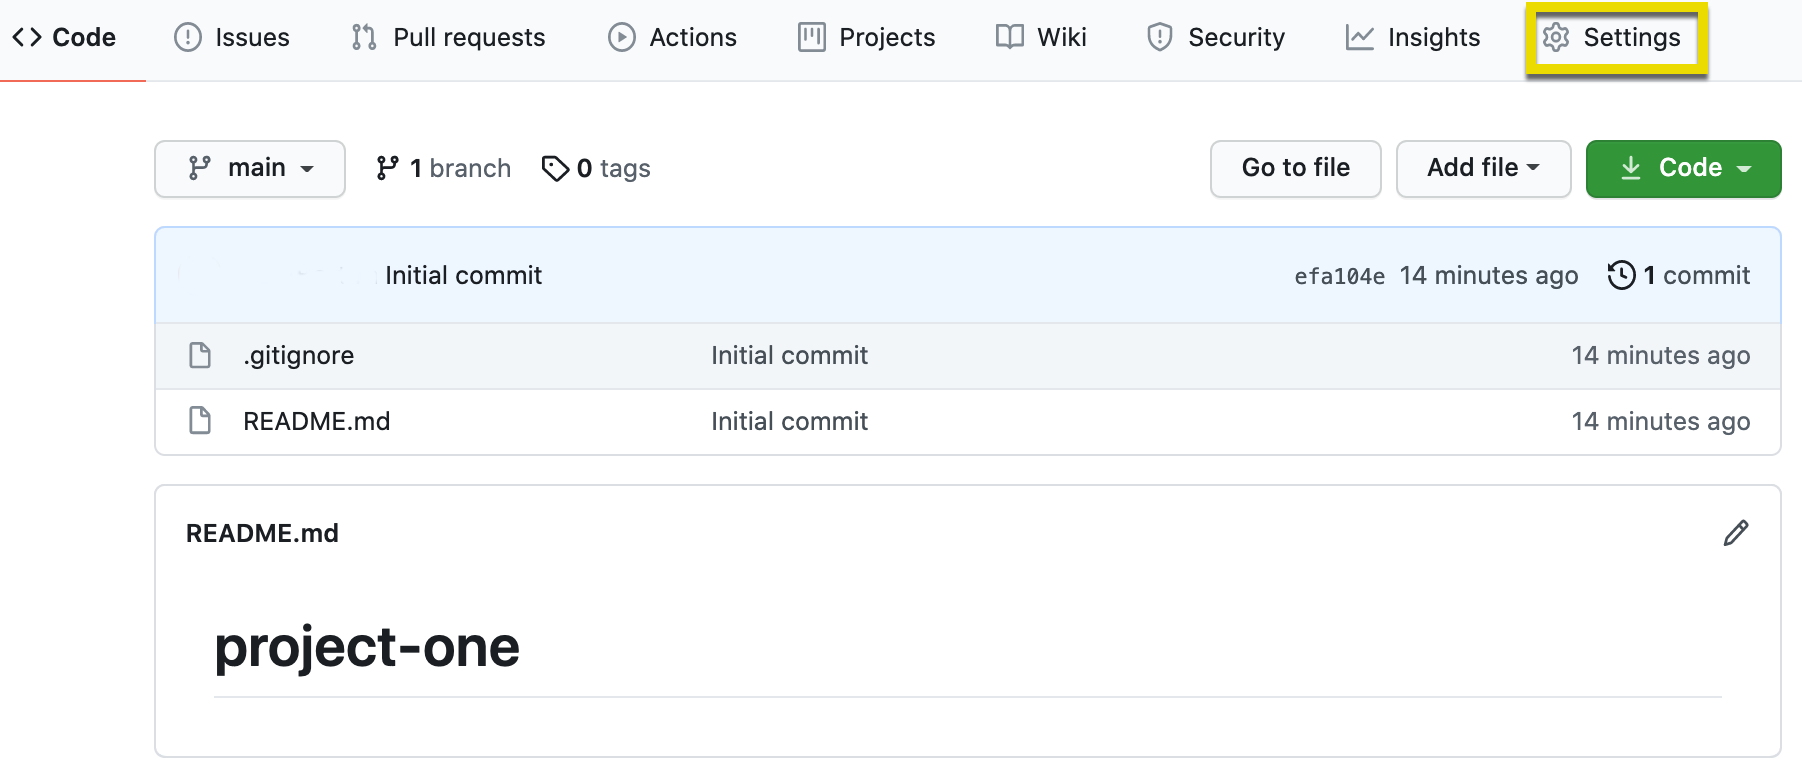 Code Issues Pull requests Actions Projects Wiki Security Insights Settings
main 1 branch 0 tags Go to file Add file Code
Initial commit efa104e 14 minutes ago 1 commit
.gitignore Initial commit 14 minutes ago
README.md Initial commit 14 minutes ago
README.md
project-one